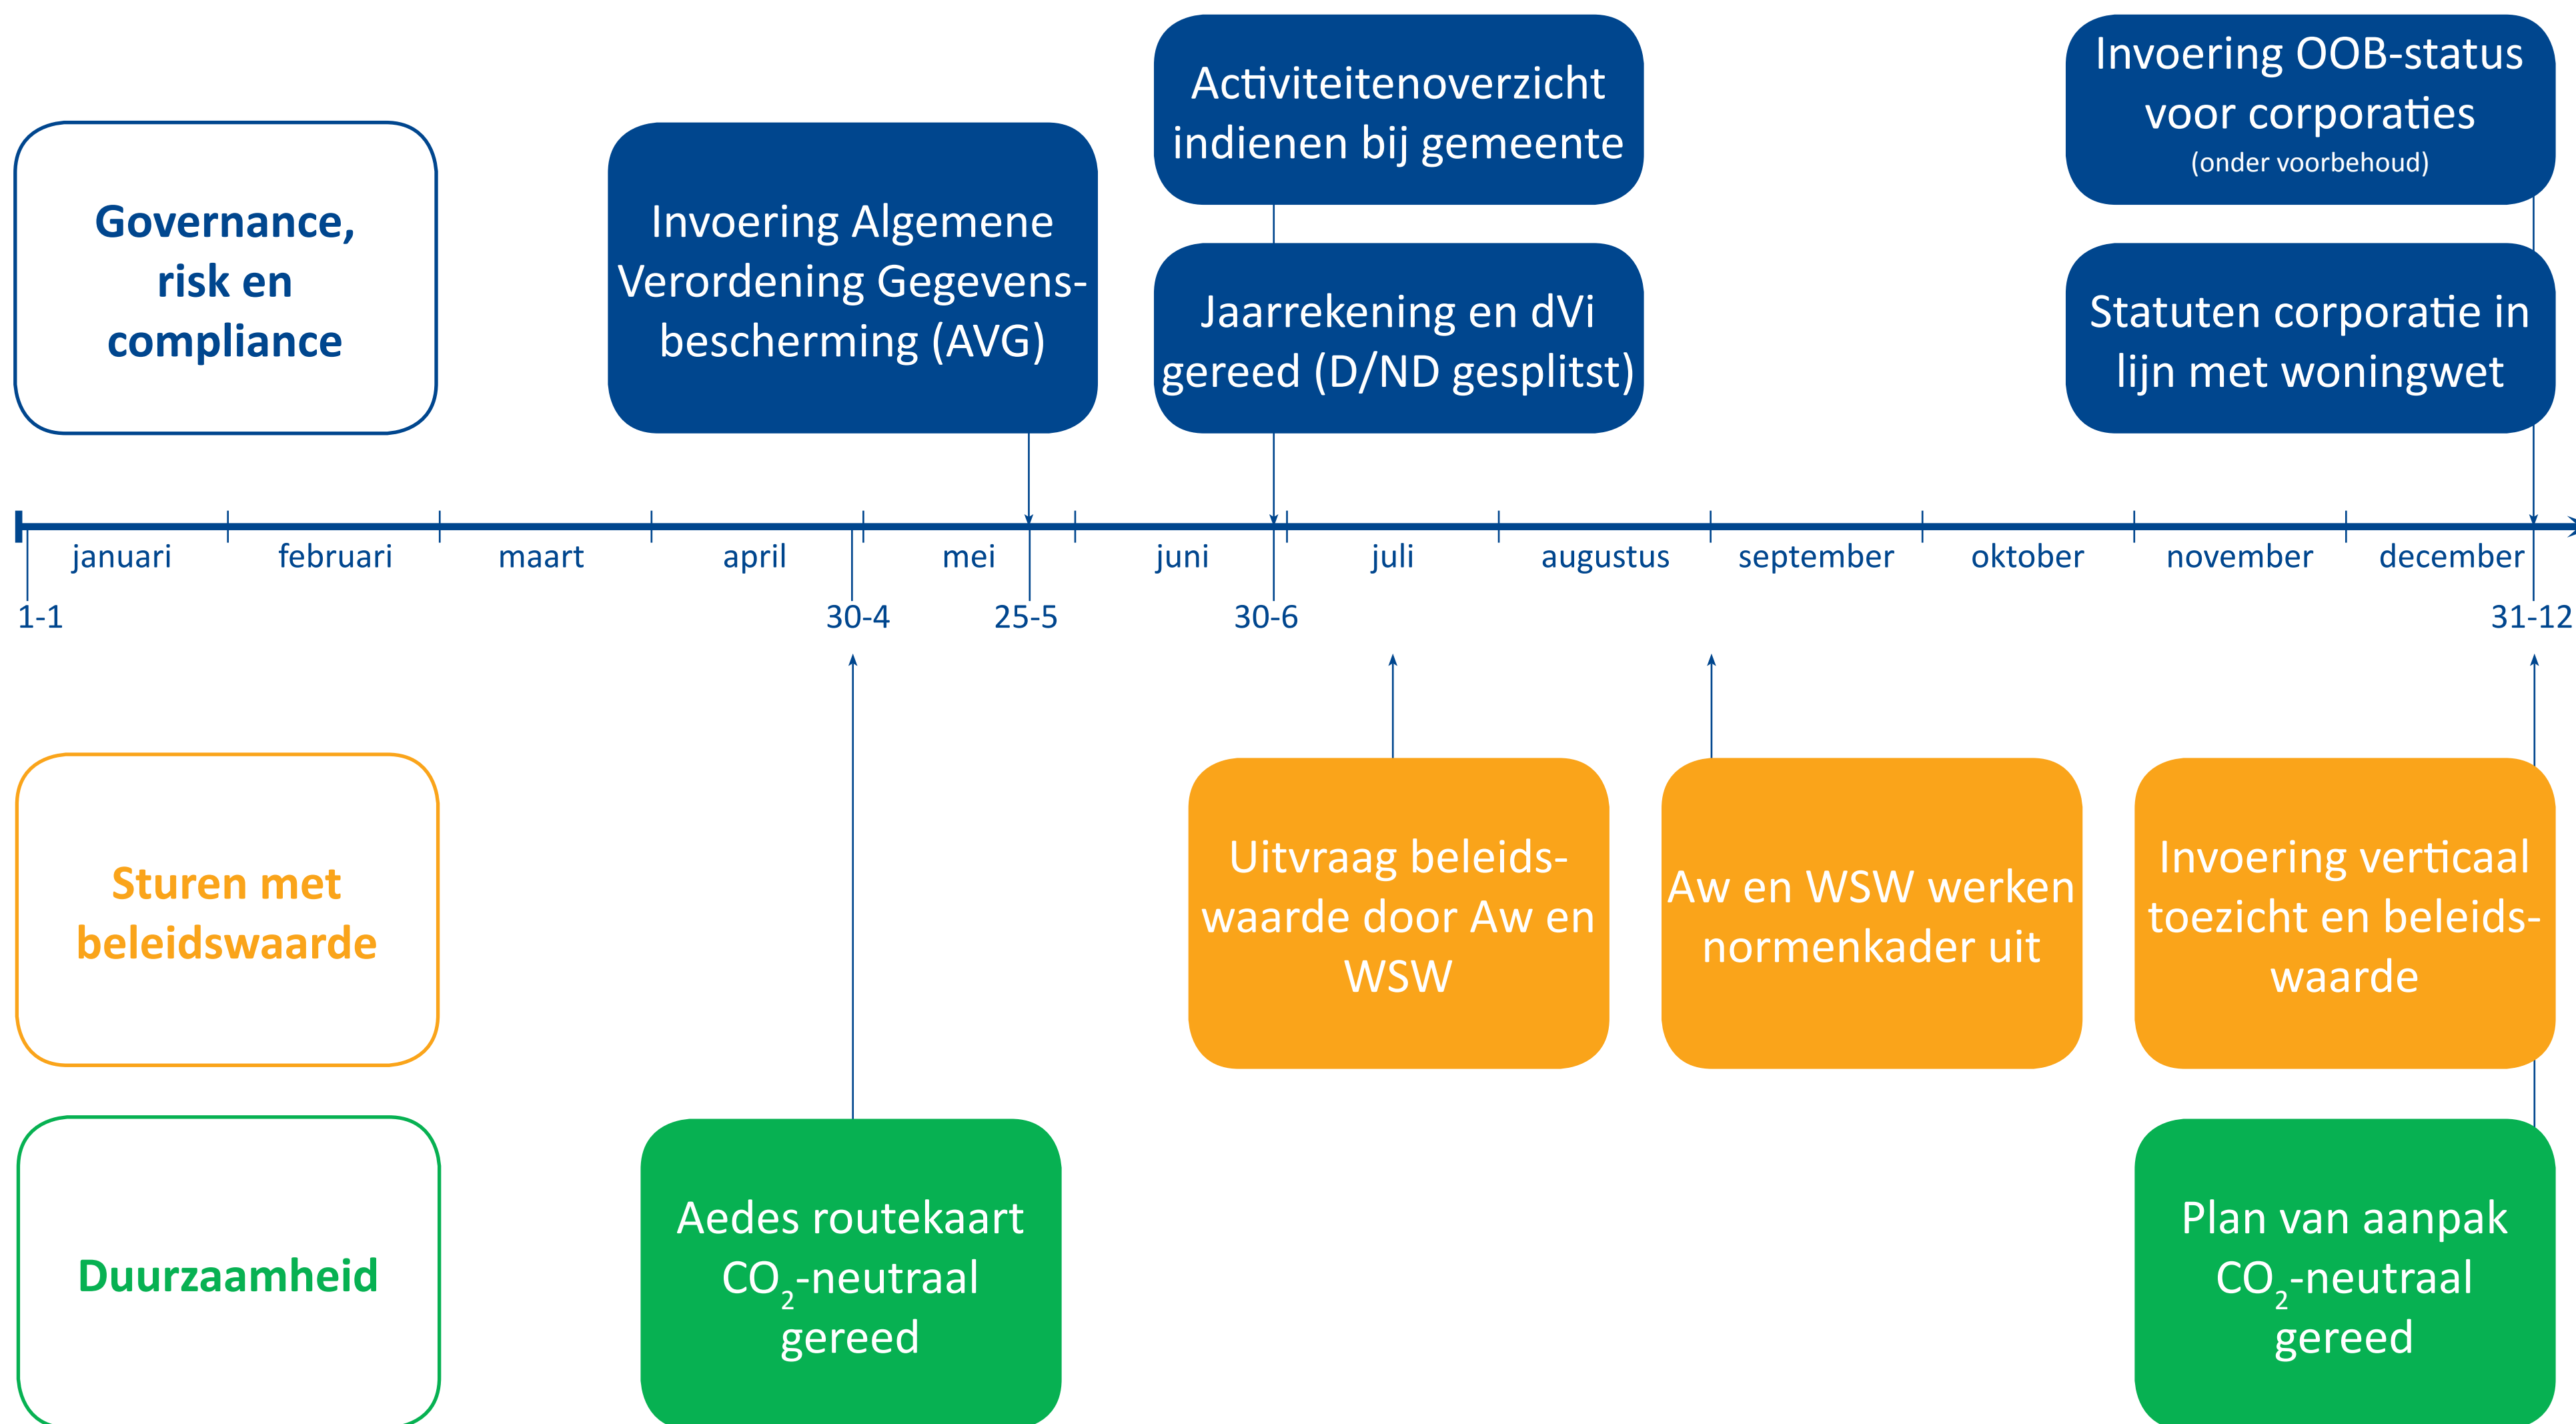 Governance,
risk en
compliance
Invoering Algemene
Verordening Gegevens-
bescherming (AVG)
Activiteitenoverzicht
indienen bij gemeente
Jaarrekening en dVi
gereed (D/ND gesplitst)
Invoering OOB-status
voor corporaties
(onder voorbehoud)
Statuten corporatie in
lijn met woningwet
januari februari maart april mei juni juli augustus september oktober november december
1-1 30-4 25-5 30-6 31-12
Sturen met
beleidswaarde
Uitvraag beleids-
waarde door Aw en
WSW
Aw en WSW werken
normenkader uit
Invoering verticaal
toezicht en beleids-
waarde
Duurzaamheid
Aedes routekaart
CO₂-neutraal
gereed
Plan van aanpak
CO₂-neutraal
gereed